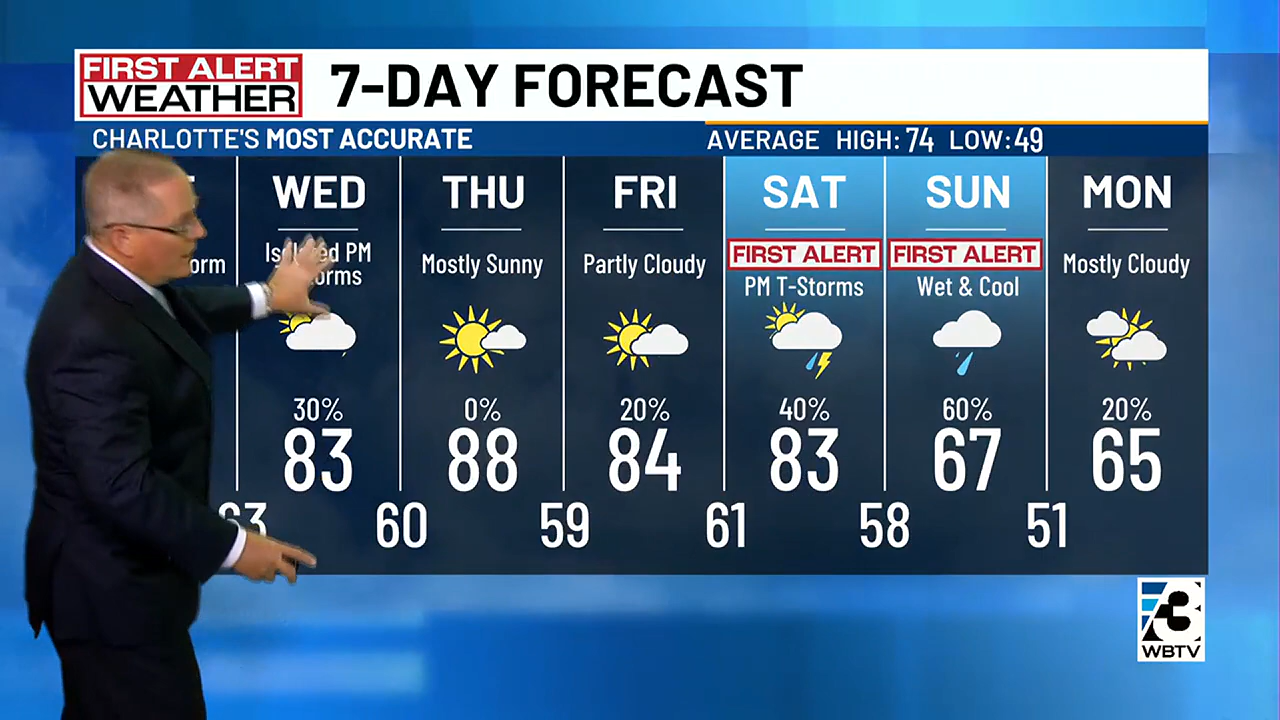 FIRST ALERT
WEATHER
7-DAY FORECAST
CHARLOTTE'S MOST ACCURATE
AVERAGE HIGH: 74 LOW: 49
WED
THU
FRI
SAT
SUN
MON
PM
Mostly Sunny
Partly Cloudy
FIRST ALERT
PM T-Storms
FIRST ALERT
Wet & Cool
Mostly Cloudy
30%
0%
20%
40%
60%
20%
83
88
84
83
67
65
60
59
61
58
51
3
WBTV